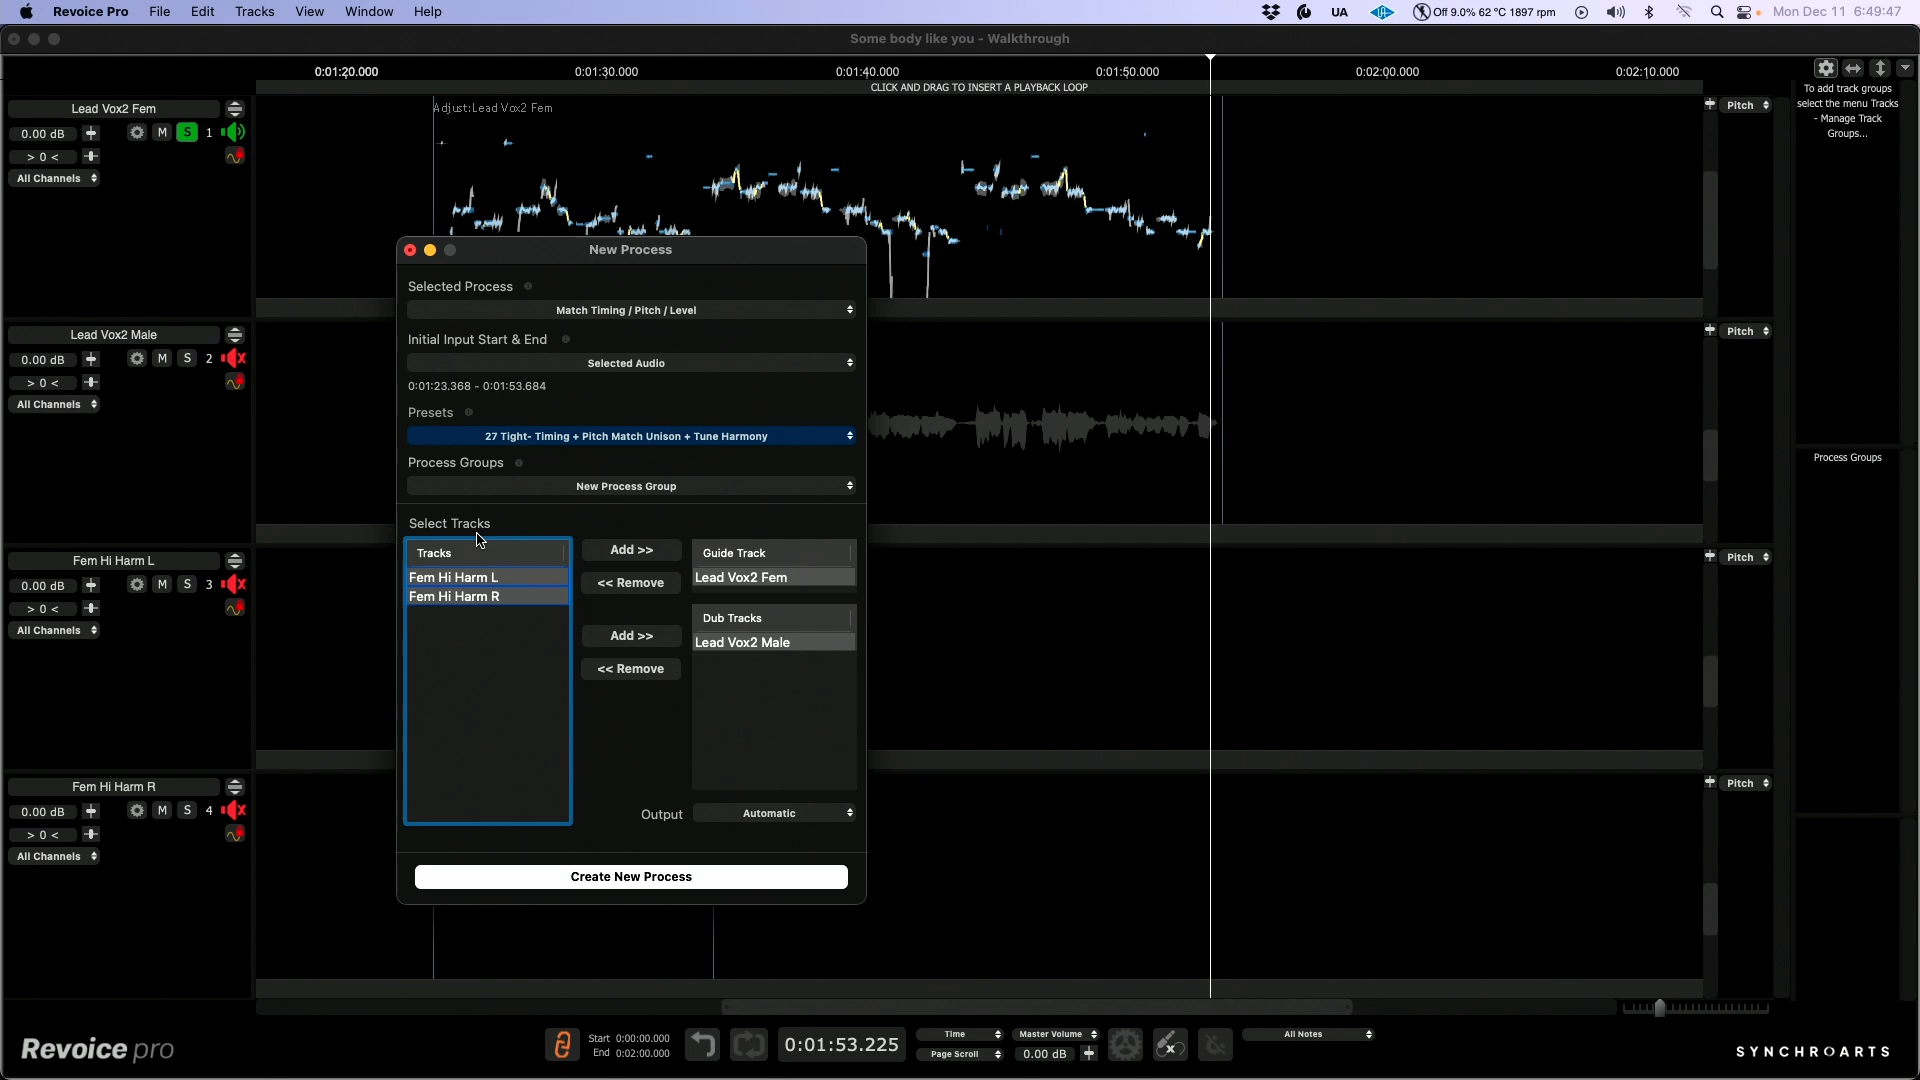 Revoice Pro File Edit Tracks View Window Help UA Off 9.0% 62 °C 1897 rpm Mon Dec 11 6:49:47
Some body like you - Walkthrough
0:01:20.000 0:01:30.000 0:01:40.000 0:01:50.000 0:02:00.000 0:02:10.000
CLICK AND DRAG TO INSERT A PLAYBACK LOOP
To add track groups
select the menu Tracks
- Manage Track
Groups...
Lead Vox2 Fem
0.00 dB M S 1
> 0 <
All Channels
Adjust:Lead Vox2 Fem
Pitch
Lead Vox2 Male
0.00 dB M S 2
> 0 <
All Channels
Pitch
Process Groups
Fem Hi Harm L
0.00 dB M S 3
> 0 <
All Channels
Pitch
Fem Hi Harm R
0.00 dB M S 4
> 0 <
All Channels
Pitch
New Process
Selected Process
Match Timing / Pitch / Level
Initial Input Start & End
Selected Audio
0:01:23.368 - 0:01:53.684
Presets
27 Tight- Timing + Pitch Match Unison + Tune Harmony
Process Groups
New Process Group
Select Tracks
Tracks
Fem Hi Harm L
Fem Hi Harm R
Add >>
<< Remove
Guide Track
Lead Vox2 Fem
Add >>
<< Remove
Dub Tracks
Lead Vox2 Male
Output Automatic
Create New Process
Revoice pro
Start 0:00:00.000
End 0:02:00.000
0:01:53.225
Time
Page Scroll
Master Volume
0.00 dB
All Notes
SYNCHROARTS